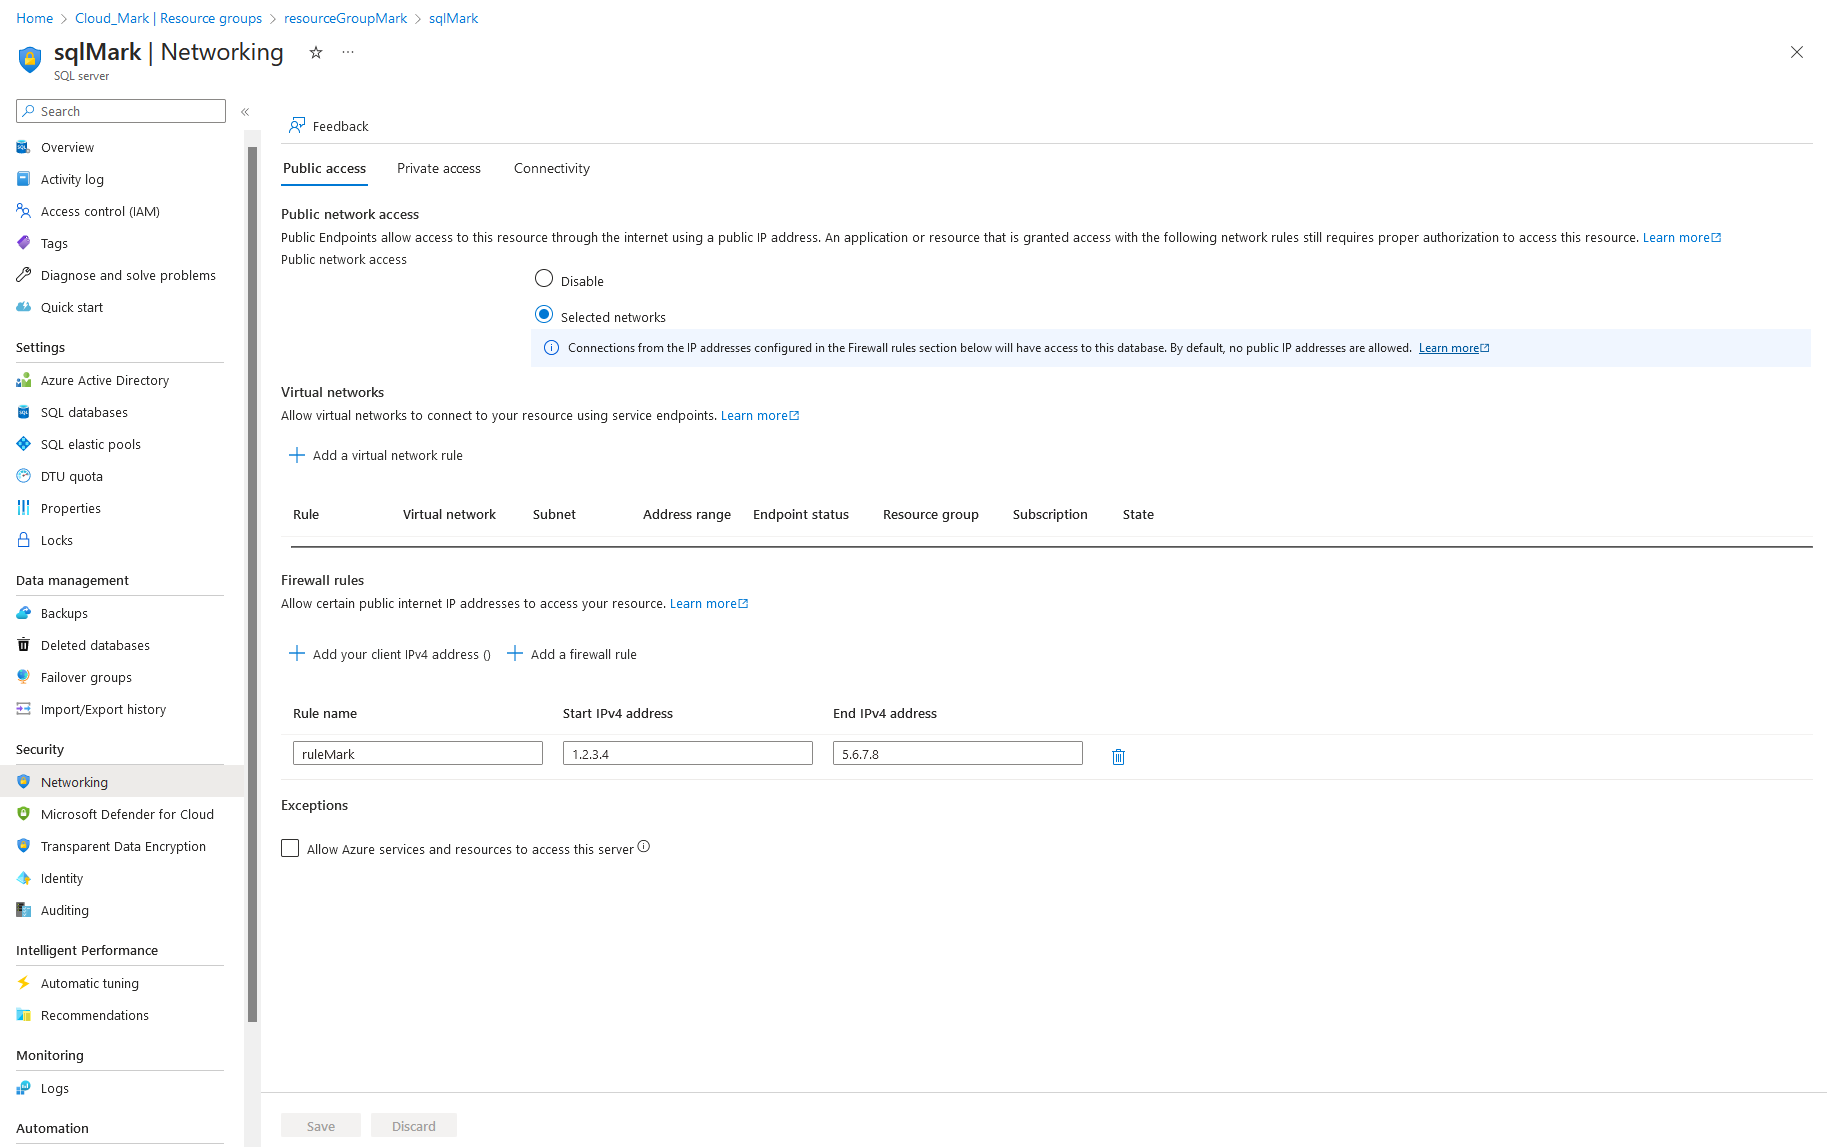 Home > Cloud_Mark | Resource groups > resourceGroupMark > sqlMark
sqlMark | Networking
SQL server
Search
Overview
Activity log
Access control (IAM)
Tags
Diagnose and solve problems
Quick start
Settings
Azure Active Directory
SQL databases
SQL elastic pools
DTU quota
Properties
Locks
Data management
Backups
Deleted databases
Failover groups
Import/Export history
Security
Networking
Microsoft Defender for Cloud
Transparent Data Encryption
Identity
Auditing
Intelligent Performance
Automatic tuning
Recommendations
Monitoring
Logs
Automation
Feedback
Public access Private access Connectivity
Public network access
Public Endpoints allow access to this resource through the internet using a public IP address. An application or resource that is granted access with the following network rules still requires proper authorization to access this resource. Learn more
Public network access
Disable
Selected networks
Connections from the IP addresses configured in the Firewall rules section below will have access to this database. By default, no public IP addresses are allowed. Learn more
Virtual networks
Allow virtual networks to connect to your resource using service endpoints. Learn more
Add a virtual network rule
Rule Virtual network Subnet Address range Endpoint status Resource group Subscription State
Firewall rules
Allow certain public internet IP addresses to access your resource. Learn more
Add your client IPv4 address () Add a firewall rule
Rule name Start IPv4 address End IPv4 address
ruleMark 1.2.3.4 5.6.7.8
Exceptions
Allow Azure services and resources to access this server
Save Discard